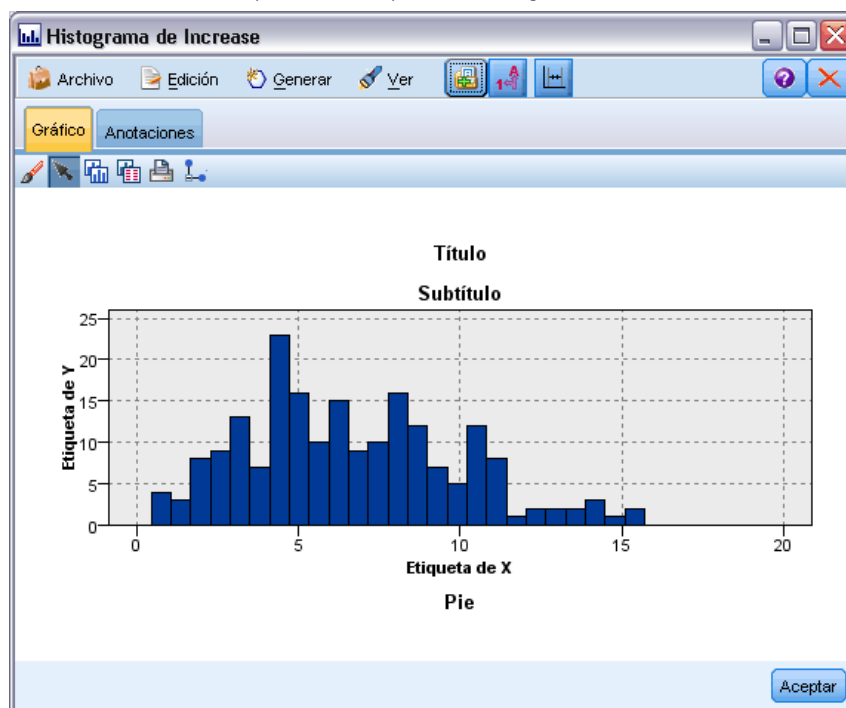 Histograma de Increase
Archivo Edición Generar Ver
Gráfico Anotaciones
Título
Subtítulo
25
20
15
10
5
0
Etiqueta de Y
0 5 10 15 20
Etiqueta de X
Pie
Aceptar